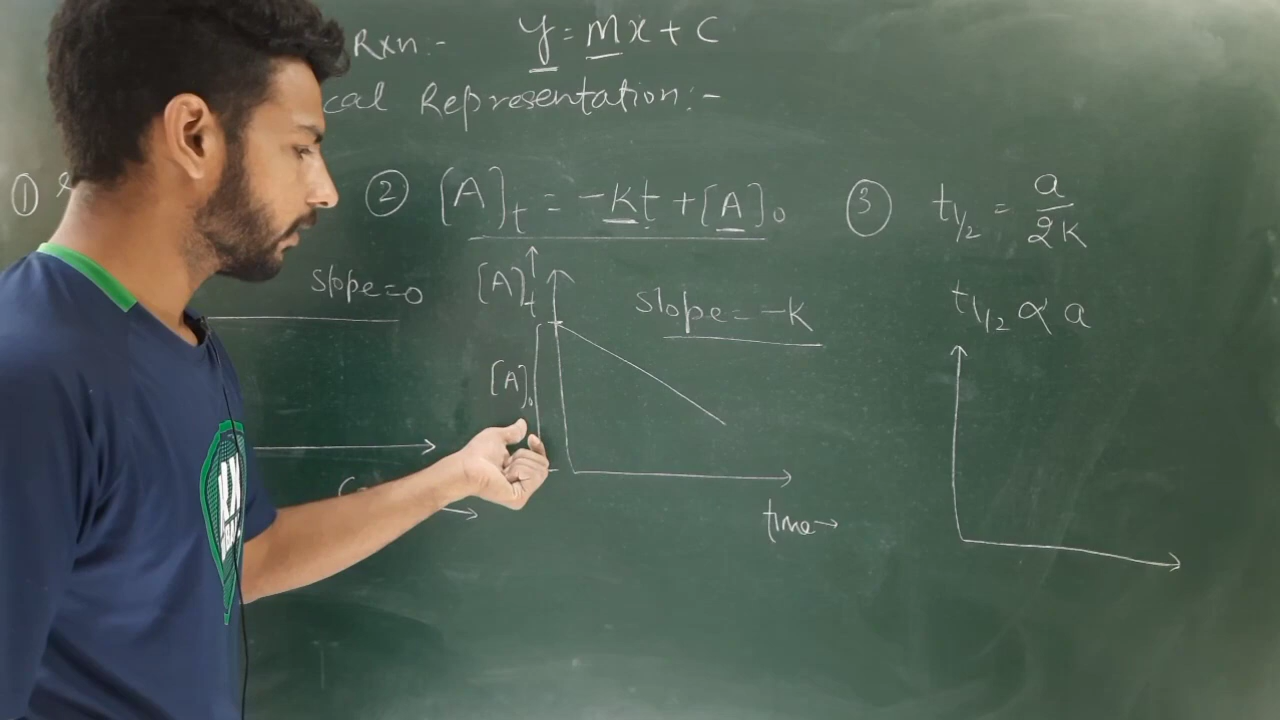 Rxn:- y = mx + c
cal Representation:-
① ② [A]t = -kt + [A]₀ ③ t1/2 = a/2K
slope=0 [A]t slope = -K t1/2 ∝ a
[A]₀
time→